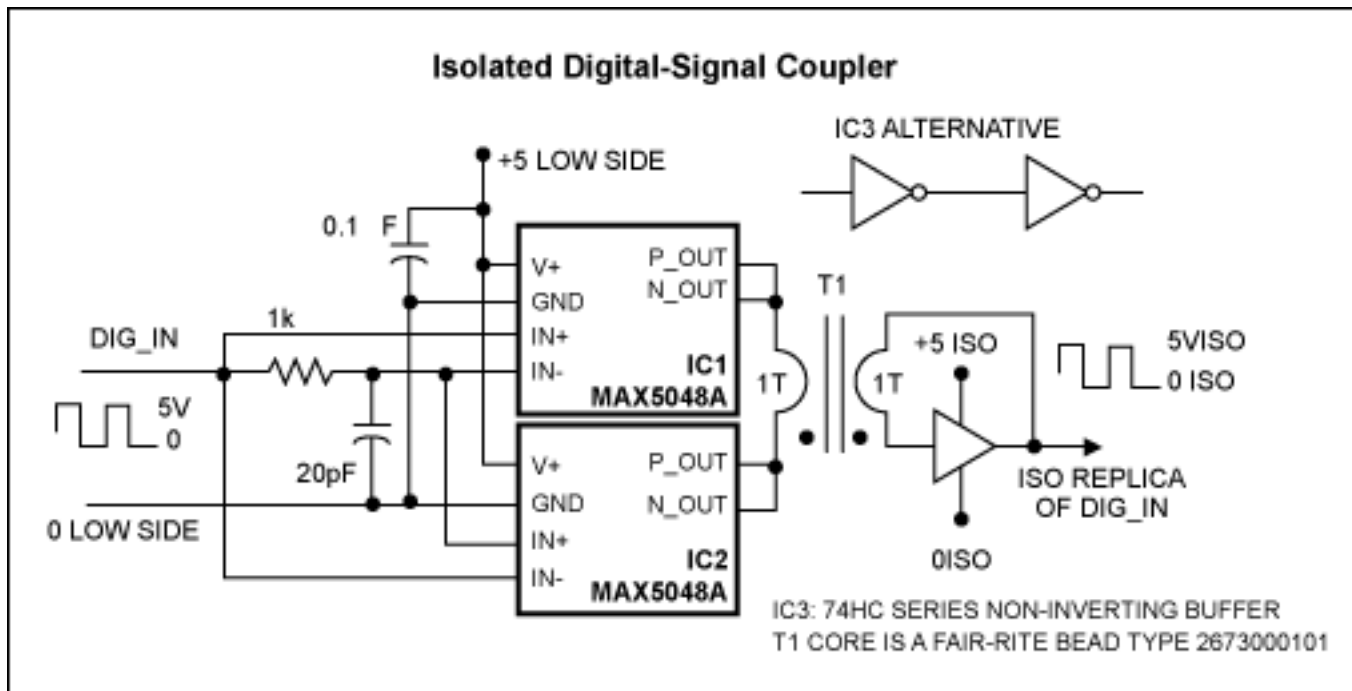 Isolated Digital-Signal Coupler
IC3 ALTERNATIVE
+5 LOW SIDE
0.1 F
V+
GND
IN+
IN-
P_OUT
N_OUT
IC1
MAX5048A
T1
1k
DIG_IN
5V
0
20pF
0 LOW SIDE
V+
GND
IN+
IN-
P_OUT
N_OUT
IC2
MAX5048A
1T
1T
+5 ISO
0ISO
5VISO
0 ISO
ISO REPLICA
OF DIG_IN
IC3: 74HC SERIES NON-INVERTING BUFFER
T1 CORE IS A FAIR-RITE BEAD TYPE 2673000101